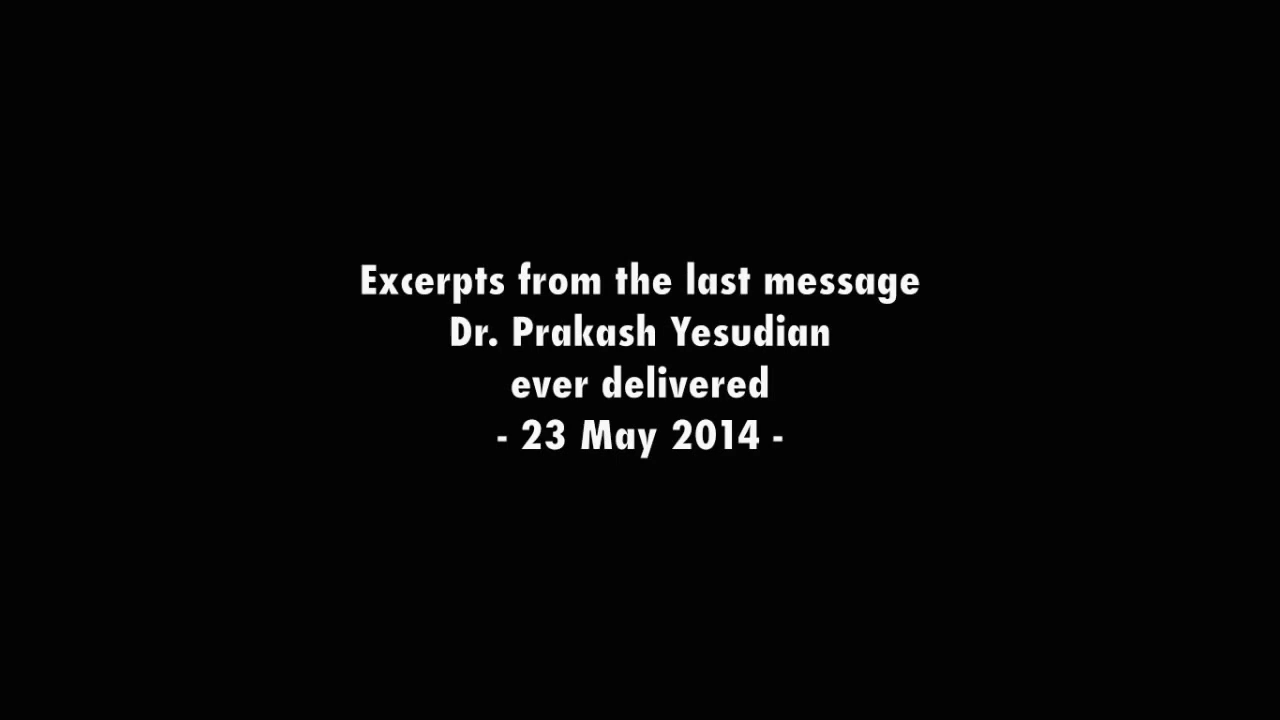 Excerpts from the last message
Dr. Prakash Yesudian
ever delivered
- 23 May 2014 -